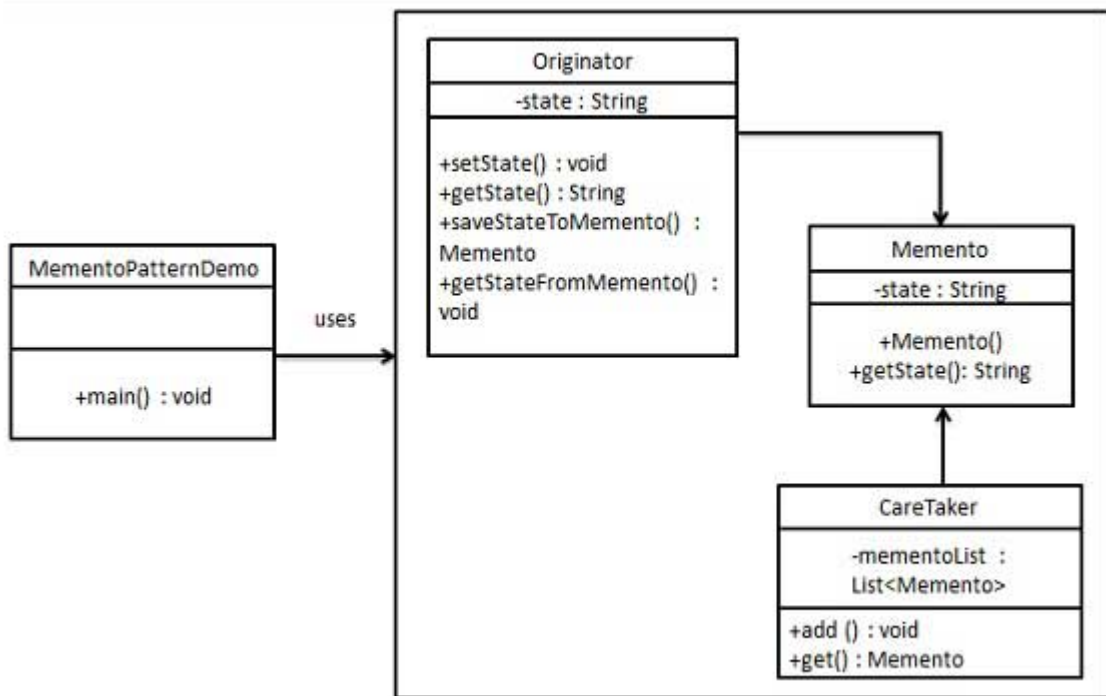 MementoPatternDemo
+main() : void
uses
Originator
-state : String
+setState() : void
+getState() : String
+saveStateToMemento() :
Memento
+getStateFromMemento() :
void
Memento
-state : String
+Memento()
+getState(): String
CareTaker
-mementoList :
List<Memento>
+add () : void
+get() : Memento